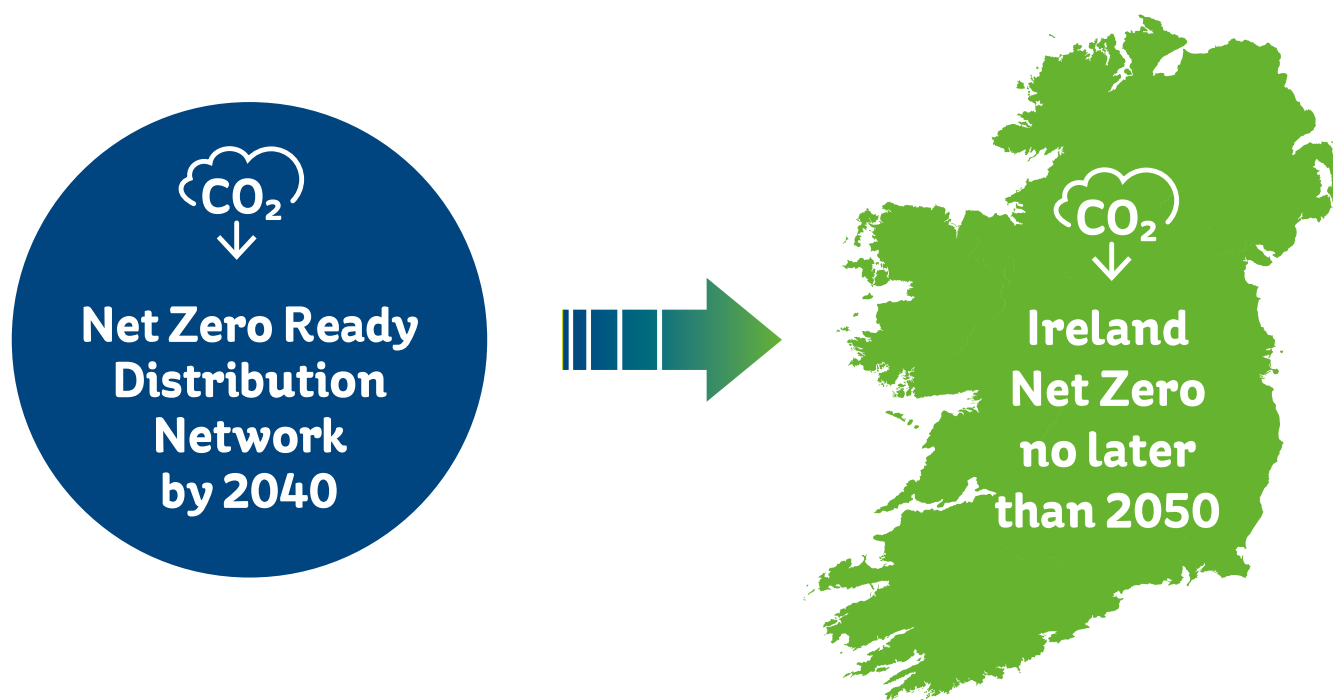 CO₂
Net Zero Ready
Distribution
Network
by 2040
CO₂
Ireland
Net Zero
no later
than 2050